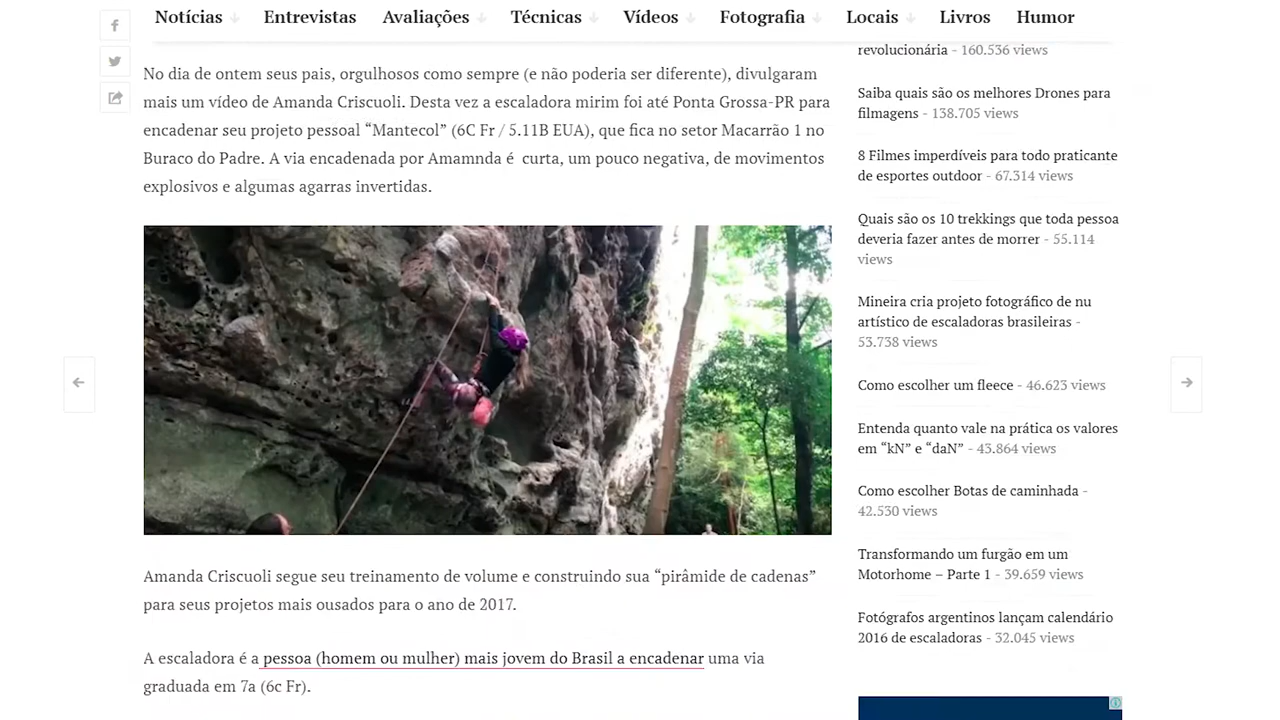 Notícias Entrevistas Avaliações Técnicas Vídeos Fotografia Locais Livros Humor
No dia de ontem seus pais, orgulhosos como sempre (e não poderia ser diferente), divulgaram
mais um vídeo de Amanda Criscuoli. Desta vez a escaladora mirim foi até Ponta Grossa-PR para
encadenar seu projeto pessoal “Mantecol” (6C Fr / 5.11B EUA), que fica no setor Macarrão 1 no
Buraco do Padre. A via encadenada por Amamnda é curta, um pouco negativa, de movimentos
explosivos e algumas agarras invertidas.
Amanda Criscuoli segue seu treinamento de volume e construindo sua “pirâmide de cadenas”
para seus projetos mais ousados para o ano de 2017.
A escaladora é a pessoa (homem ou mulher) mais jovem do Brasil a encadenar uma via
graduada em 7a (6c Fr).
revolucionária - 160.536 views
Saiba quais são os melhores Drones para
filmagens - 138.705 views
8 Filmes imperdíveis para todo praticante
de esportes outdoor - 67.314 views
Quais são os 10 trekkings que toda pessoa
deveria fazer antes de morrer - 55.114
views
Mineira cria projeto fotográfico de nu
artístico de escaladoras brasileiras -
53.738 views
Como escolher um fleece - 46.623 views
Entenda quanto vale na prática os valores
em “kN” e “daN” - 43.864 views
Como escolher Botas de caminhada -
42.530 views
Transformando um furgão em um
Motorhome – Parte 1 - 39.659 views
Fotógrafos argentinos lançam calendário
2016 de escaladoras - 32.045 views